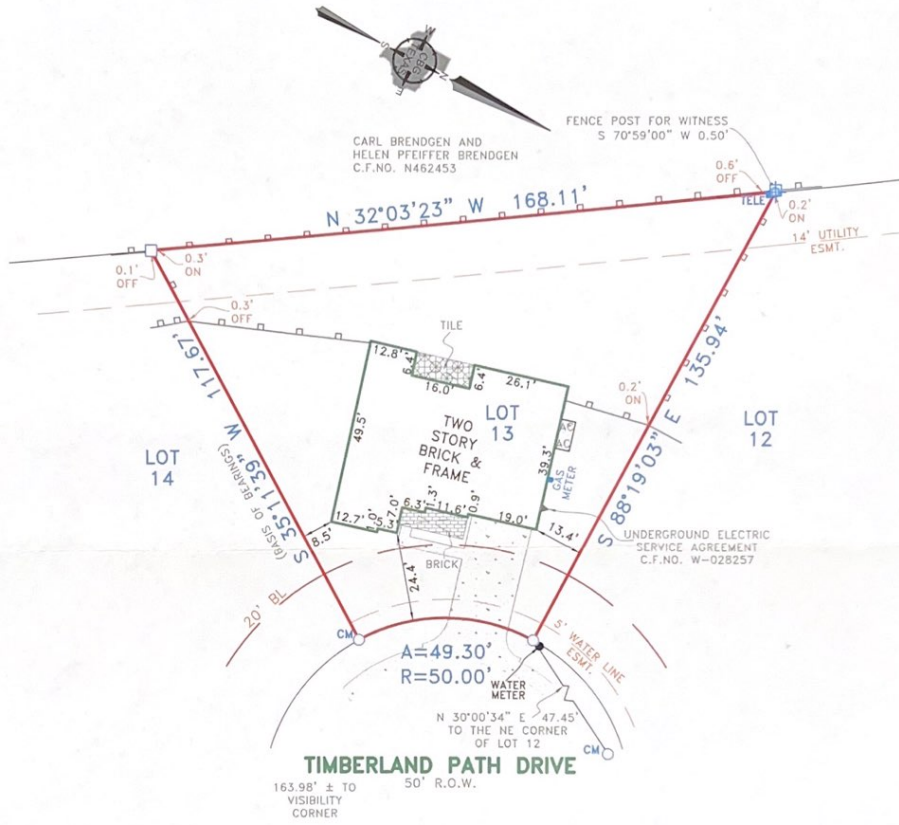 S
W
N
E
FENCE POST FOR WITNESS
S 70°59'00" W 0.50'
CARL BRENDGEN AND
HELEN PFEIFFER BRENDGEN
C.F.NO. N462453
0.6'
OFF
TELE
0.2'
ON
N 32°03'23" W 168.11'
14' UTILITY
ESMT.
0.1'
OFF
0.3'
ON
0.3'
OFF
TILE
12.8'
6.4'
16.0'
6.4'
26.1'
117.67'
135.94'
49.5'
LOT
13
TWO
STORY
BRICK &
FRAME
A/C
A/C
39.3'
GAS
METER
0.2'
ON
LOT
12
LOT
14
S 35°11'39" W
(BASIS OF BEARINGS)
S 88°19'03" E
12.7'
7.0'
6.3'
11.6'
0.9'
19.0'
8.5'
13.4'
BRICK
24.4'
UNDERGROUND ELECTRIC
SERVICE AGREEMENT
C.F.NO. W-028257
20' BL
CM
A=49.30'
R=50.00'
5' WATER LINE
ESMT.
WATER
METER
N 30°00'34" E 47.45'
TO THE NE CORNER
OF LOT 12
CM
TIMBERLAND PATH DRIVE
50' R.O.W.
163.98' ± TO
VISIBILITY
CORNER